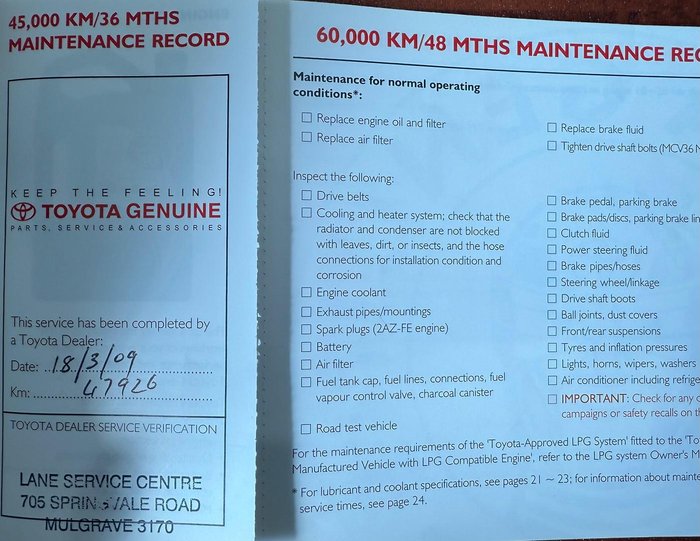 45,000 KM/36 MTHS
MAINTENANCE RECORD
KEEP THE FEELING!
TOYOTA GENUINE
PARTS, SERVICE & ACCESSORIES
This service has been completed by
a Toyota Dealer:
Date: 18/3/09
Km: 47926
TOYOTA DEALER SERVICE VERIFICATION
LANE SERVICE CENTRE
705 SPRINGVALE ROAD
MULGRAVE 3170
60,000 KM/48 MTHS MAINTENANCE REC
Maintenance for normal operating
conditions*:
Replace engine oil and filter
Replace air filter
Replace brake fluid
Tighten drive shaft bolts (MCV36
Inspect the following:
Drive belts
Cooling and heater system; check that the
radiator and condenser are not blocked
with leaves, dirt, or insects, and the hose
connections for installation condition and
corrosion
Engine coolant
Exhaust pipes/mountings
Spark plugs (2AZ-FE engine)
Battery
Air filter
Fuel tank cap, fuel lines, connections, fuel
vapour control valve, charcoal canister
Road test vehicle
Brake pedal, parking brake
Brake pads/discs, parking brake lin
Clutch fluid
Power steering fluid
Brake pipes/hoses
Steering wheel/linkage
Drive shaft boots
Ball joints, dust covers
Front/rear suspensions
Tyres and inflation pressures
Lights, horns, wipers, washers
Air conditioner including refrige
IMPORTANT: Check for any c
campaigns or safety recalls on th
For the maintenance requirements of the 'Toyota-Approved LPG System' fitted to the 'To
Manufactured Vehicle with LPG Compatible Engine', refer to the LPG system Owner's M
* For lubricant and coolant specifications, see pages 21 ~ 23; for information about mainte
service times, see page 24.